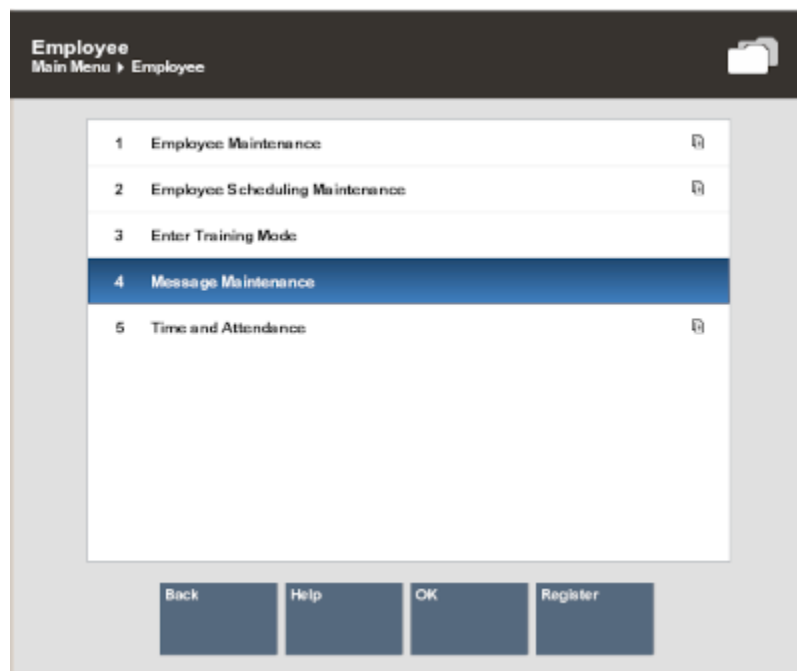 Employee
Main Menu ▸ Employee
1 Employee Maintenance
2 Employee Scheduling Maintenance
3 Enter Training Mode
4 Message Maintenance
5 Time and Attendance
Back Help OK Register